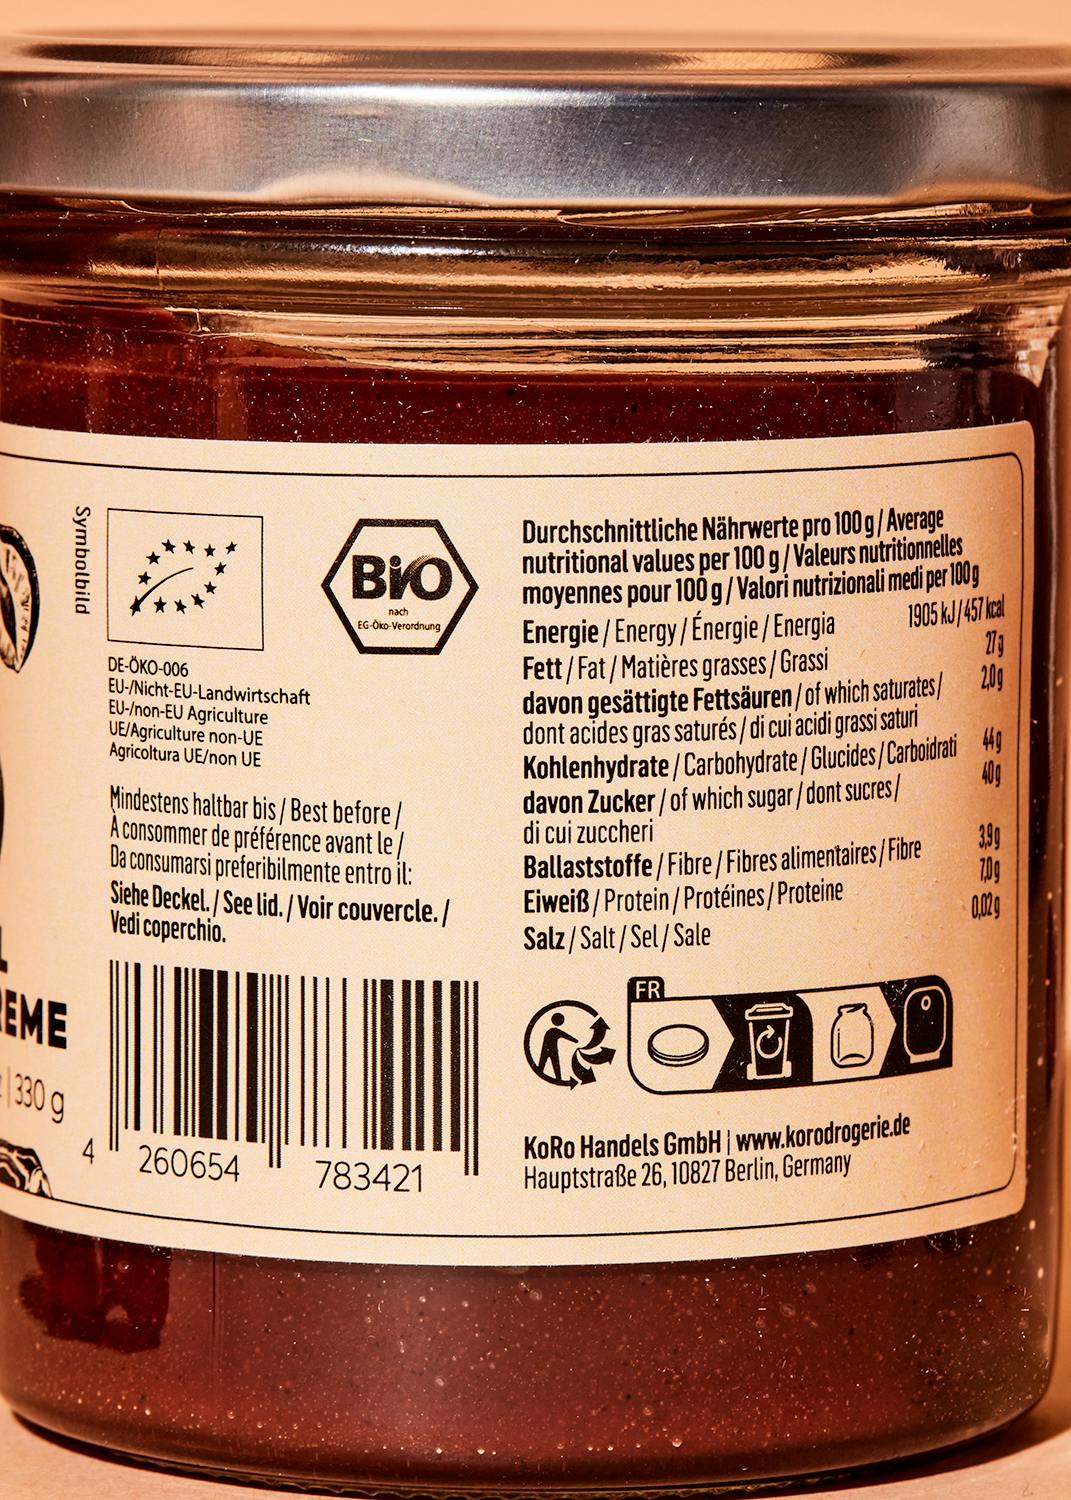 Symbolbild
BiO
nach
EG-Öko-Verordnung
DE-ÖKO-006
EU-/Nicht-EU-Landwirtschaft
EU-/non-EU Agriculture
UE/Agriculture non-UE
Agricoltura UE/non UE
Mindestens haltbar bis / Best before /
À consommer de préférence avant le /
Da consumarsi preferibilmente entro il:
Siehe Deckel. / See lid. / Voir couvercle. /
Vedi coperchio.
| 330 g
4 260654 783421
Durchschnittliche Nährwerte pro 100 g / Average
nutritional values per 100 g / Valeurs nutritionnelles
moyennes pour 100 g / Valori nutrizionali medi per 100 g
Energie / Energy / Énergie / Energia 1905 kJ / 457 kcal
Fett / Fat / Matières grasses / Grassi 27 g
davon gesättigte Fettsäuren / of which saturates / 2,0 g
dont acides gras saturés / di cui acidi grassi saturi
Kohlenhydrate / Carbohydrate / Glucides / Carboidrati 44 g
davon Zucker / of which sugar / dont sucres / 40 g
di cui zuccheri
Ballaststoffe / Fibre / Fibres alimentaires / Fibre 3,9 g
Eiweiß / Protein / Protéines / Proteine 7,0 g
Salz / Salt / Sel / Sale 0,02 g
FR
KoRo Handels GmbH | www.korodrogerie.de
Hauptstraße 26, 10827 Berlin, Germany